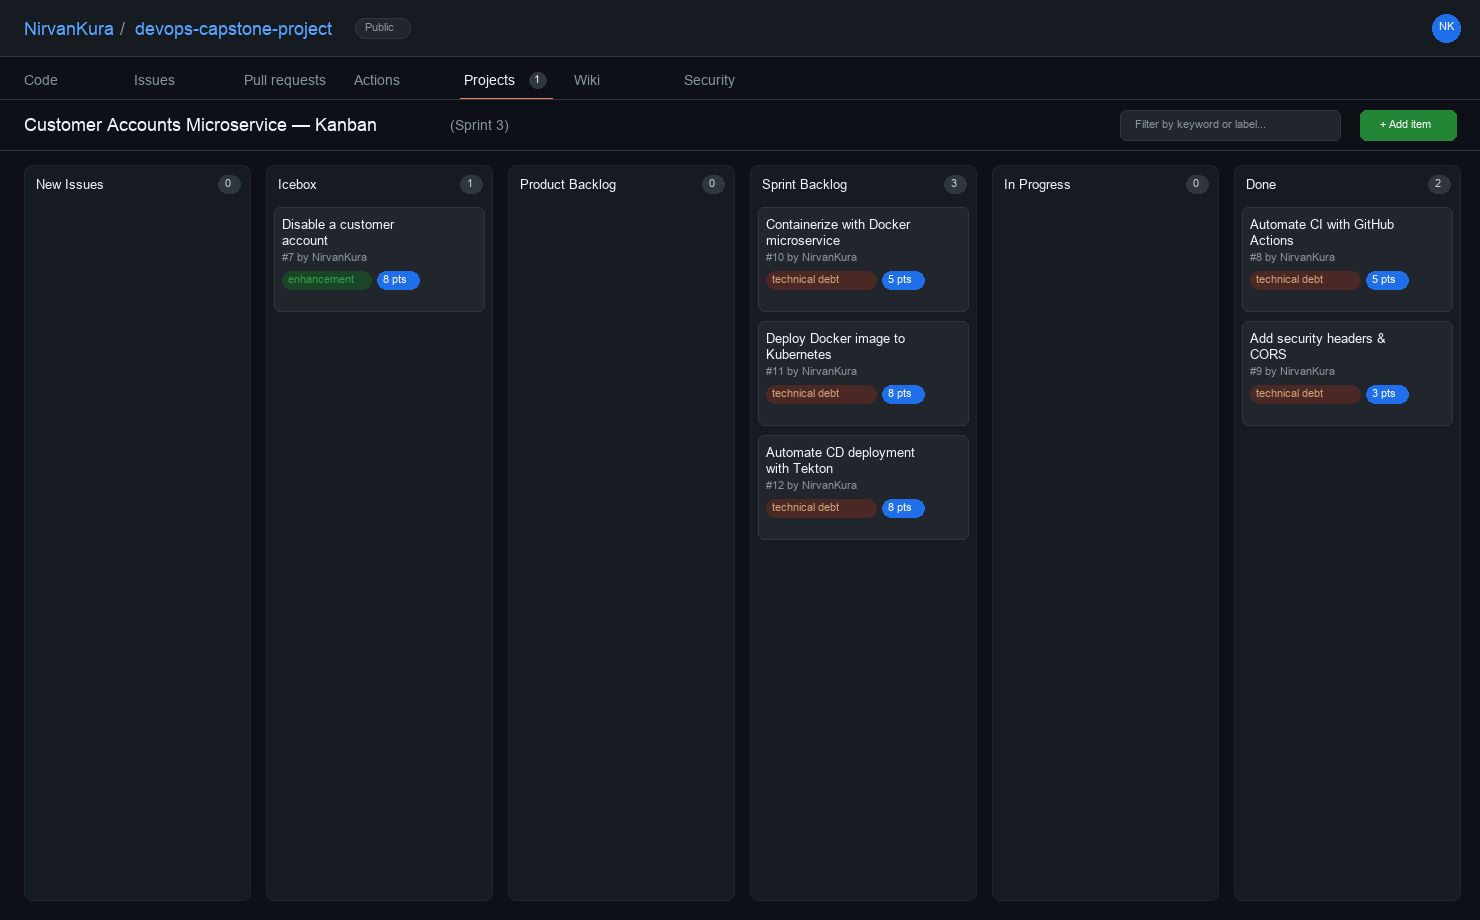 NirvanKura / devops-capstone-project Public NK
Code Issues Pull requests Actions Projects 1 Wiki Security
Customer Accounts Microservice — Kanban (Sprint 3) Filter by keyword or label... + Add item
New Issues 0
Icebox 1
Disable a customer
account
#7 by NirvanKura
enhancement 8 pts
Product Backlog 0
Sprint Backlog 3
Containerize with Docker
microservice
#10 by NirvanKura
technical debt 5 pts
Deploy Docker image to
Kubernetes
#11 by NirvanKura
technical debt 8 pts
Automate CD deployment
with Tekton
#12 by NirvanKura
technical debt 8 pts
In Progress 0
Done 2
Automate CI with GitHub
Actions
#8 by NirvanKura
technical debt 5 pts
Add security headers &
CORS
#9 by NirvanKura
technical debt 3 pts